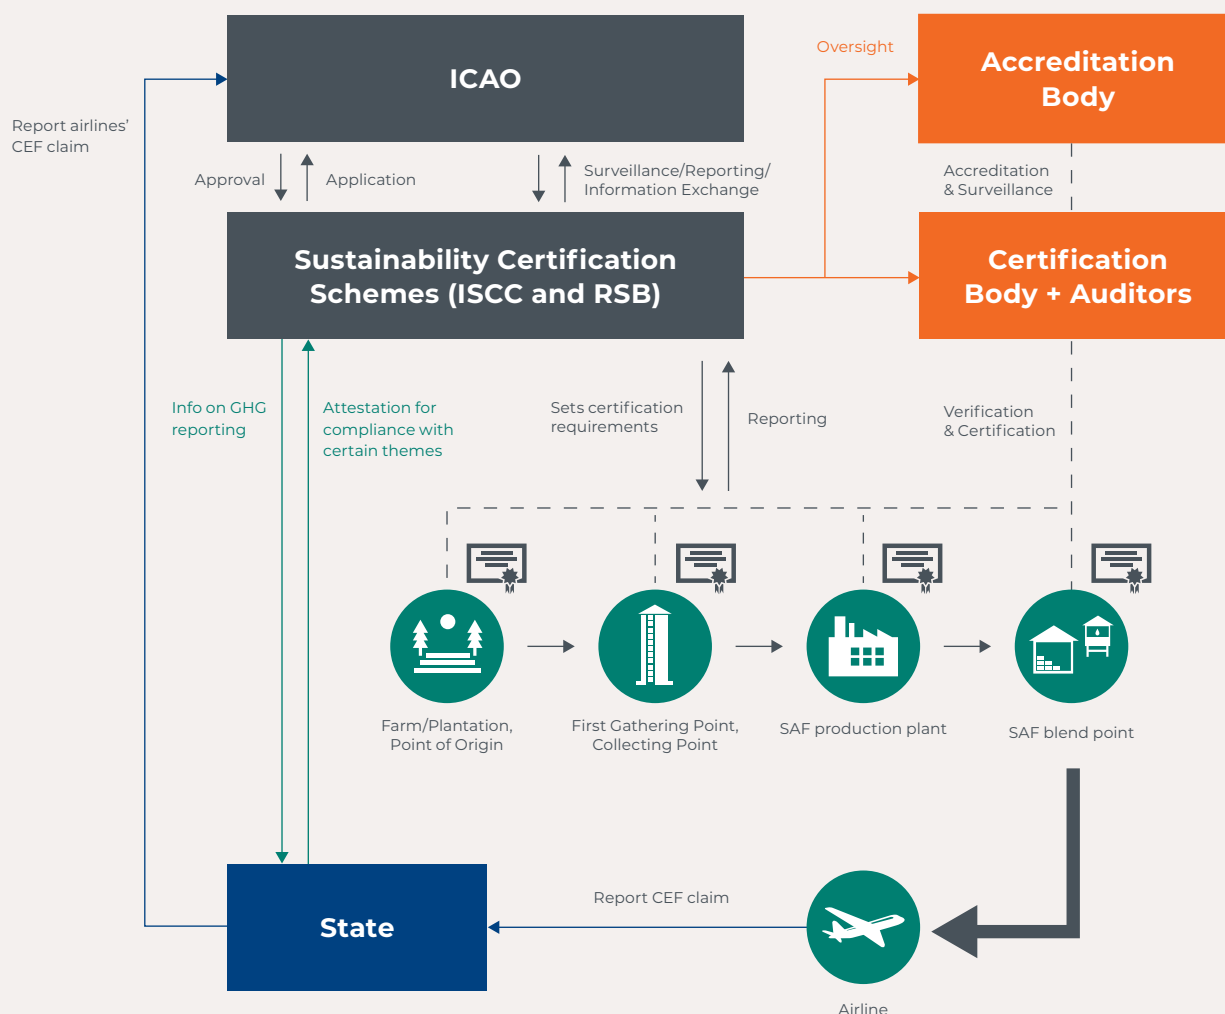 ICAO
Oversight
Accreditation
Body
Report airlines’
CEF claim
Approval
Application
Surveillance/Reporting/
Information Exchange
Accreditation
& Surveillance
Sustainability Certification
Schemes (ISCC and RSB)
Certification
Body + Auditors
Info on GHG
reporting
Attestation for
compliance with
certain themes
Sets certification
requirements
Reporting
Verification
& Certification
Farm/Plantation,
Point of Origin
First Gathering Point,
Collecting Point
SAF production plant
SAF blend point
State
Report CEF claim
Airline